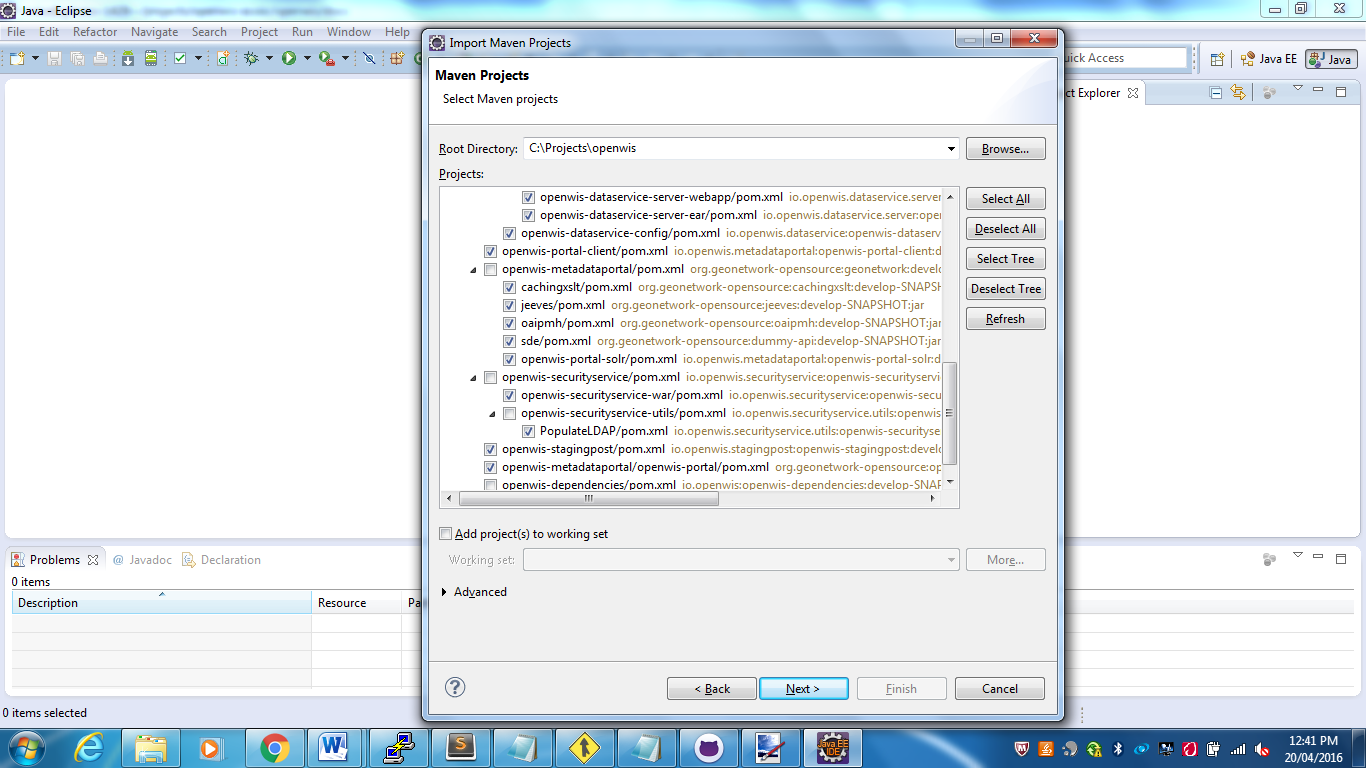 Java - Eclipse
File Edit Refactor Navigate Search Project Run Window Help
uick Access
Java EE
Java
ct Explorer
Import Maven Projects
Maven Projects
Select Maven projects
Root Directory: C:\Projects\openwis Browse...
Projects:
openwis-dataservice-server-webapp/pom.xml io.openwis.dataservice.server
openwis-dataservice-server-ear/pom.xml io.openwis.dataservice.server:ope
openwis-dataservice-config/pom.xml io.openwis.dataservice:openwis-dataserv
openwis-portal-client/pom.xml io.openwis.metadataportal:openwis-portal-client:d
openwis-metadataportal/pom.xml org.geonetwork-opensource:geonetwork:develo
cachingxslt/pom.xml org.geonetwork-opensource:cachingxslt:develop-SNAPSH
jeeves/pom.xml org.geonetwork-opensource:jeeves:develop-SNAPSHOT:jar
oaipmh/pom.xml org.geonetwork-opensource:oaipmh:develop-SNAPSHOT:jar
sde/pom.xml org.geonetwork-opensource:dummy-api:develop-SNAPSHOT:jar
openwis-portal-solr/pom.xml io.openwis.metadataportal:openwis-portal-solr:d
openwis-securityservice/pom.xml io.openwis.securityservice:openwis-securityservi
openwis-securityservice-war/pom.xml io.openwis.securityservice:openwis-secu
openwis-securityservice-utils/pom.xml io.openwis.securityservice.utils:openwis
PopulateLDAP/pom.xml io.openwis.securityservice.utils:openwis-securityse
openwis-stagingpost/pom.xml io.openwis.stagingpost:openwis-stagingpost:develo
openwis-metadataportal/openwis-portal/pom.xml org.geonetwork-opensource:op
openwis-dependencies/pom.xml io.openwis:openwis-dependencies:develop-SNAP
Select All
Deselect All
Select Tree
Deselect Tree
Refresh
Add project(s) to working set
Working set: More...
Advanced
< Back Next > Finish Cancel
Problems @ Javadoc Declaration
0 items
Description Resource Pa
0 items selected
Java EE
IDE
12:41 PM
20/04/2016